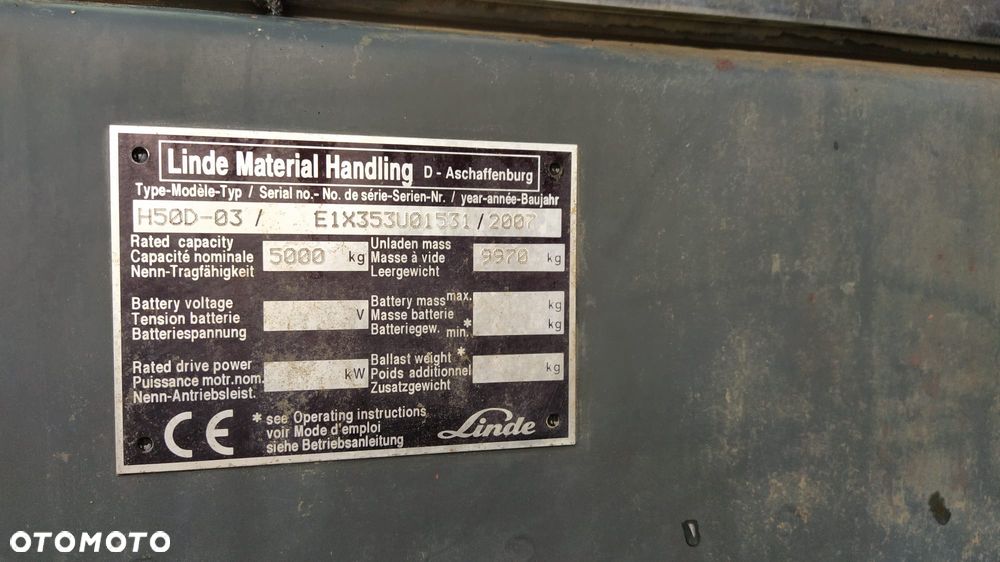 Linde Material Handling D - Aschaffenburg
Type-Modèle-Typ / Serial no.- No. de série-Serien-Nr. / year-année-Baujahr
H50D-03 / E1X353U01531/2007
Rated capacity
Capacité nominale
Nenn-Tragfähigkeit
5000 kg
Unladen mass
Masse à vide
Leergewicht
9970 kg
Battery voltage
Tension batterie
Batteriespannung
V
Battery mass max. kg
Masse batterie
Batteriegew. * min. kg
Rated drive power
Puissance motr.nom.
Nenn-Antriebsleist.
kW
Ballast weight *
Poids additionnel
Zusatzgewicht
kg
CE
* see Operating instructions
voir Mode d'emploi
siehe Betriebsanleitung
Linde
OTOMOTO